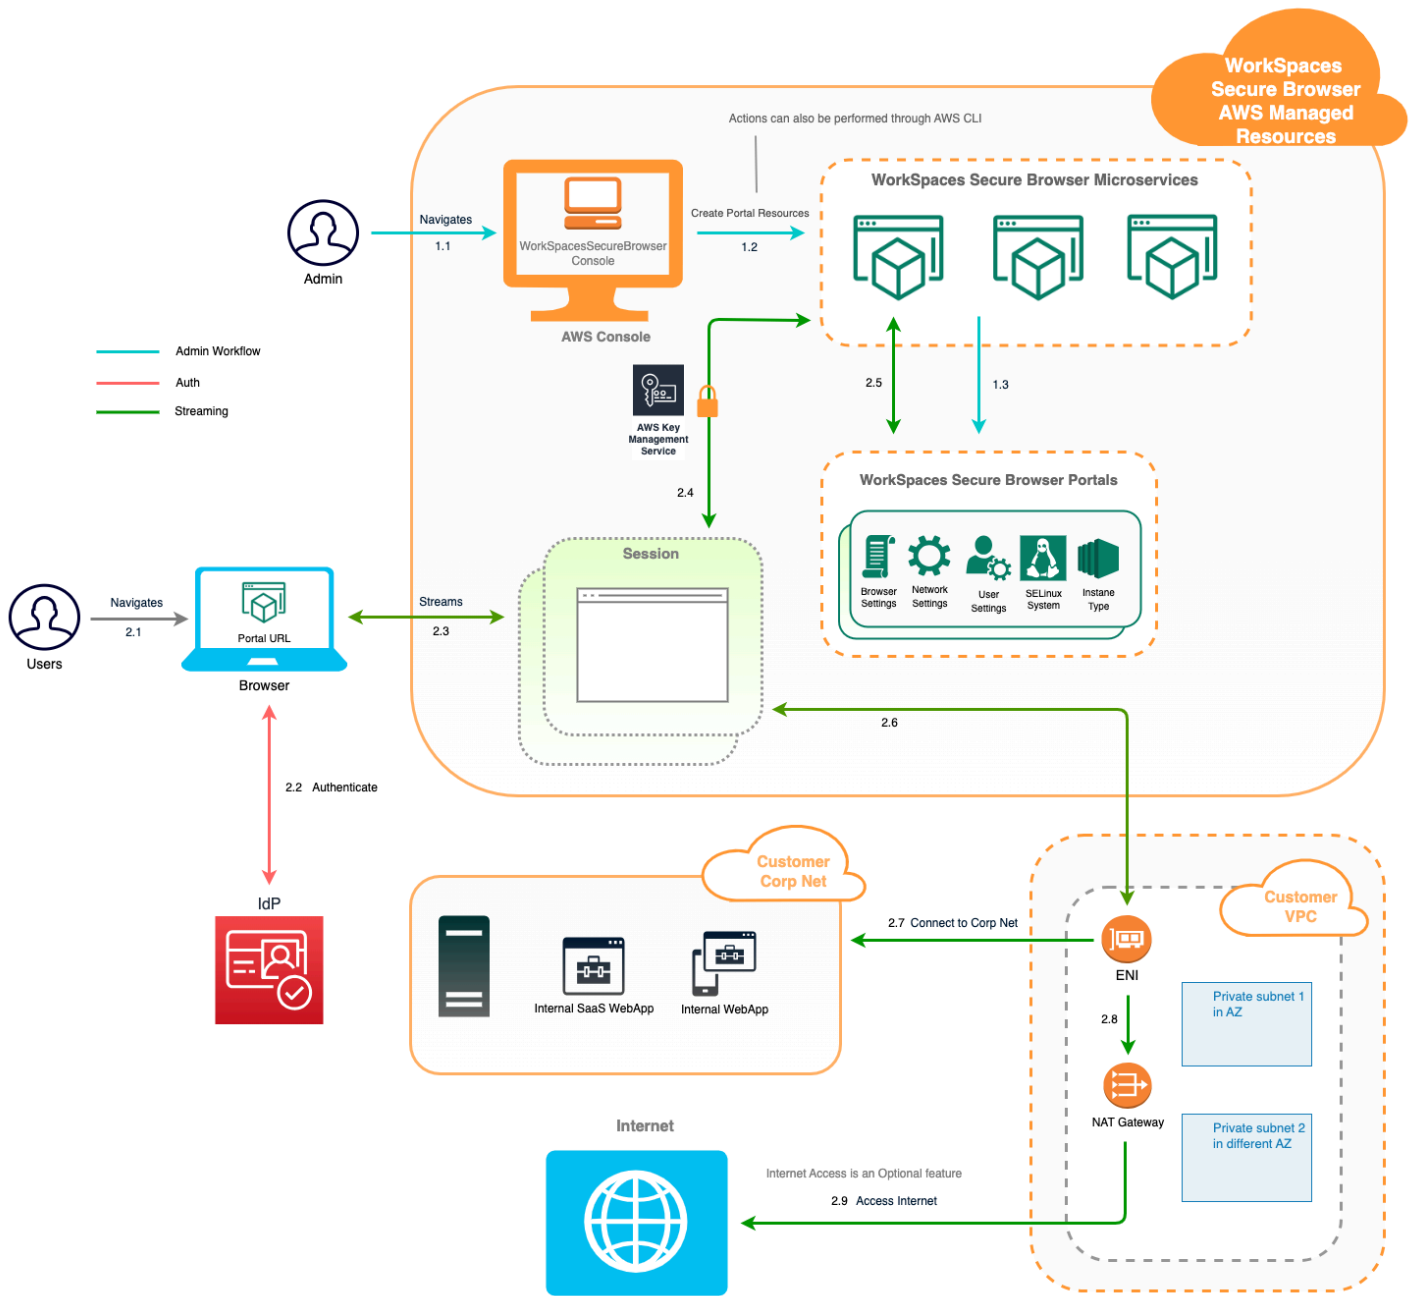 WorkSpaces
Secure Browser
AWS Managed
Resources
Actions can also be performed through AWS CLI
WorkSpaces Secure Browser Microservices
Navigates
1.1
Admin
WorkSpacesSecureBrowser
Console
AWS Console
Create Portal Resources
1.2
Admin Workflow
Auth
Streaming
AWS Key
Management
Service
2.4
2.5
1.3
WorkSpaces Secure Browser Portals
Browser
Settings
Network
Settings
User
Settings
SELinux
System
Instane
Type
Session
Users
Navigates
2.1
Portal URL
Browser
Streams
2.3
2.6
2.2 Authenticate
IdP
Customer
Corp Net
Internal SaaS WebApp
Internal WebApp
2.7 Connect to Corp Net
Customer
VPC
ENI
2.8
NAT Gateway
Private subnet 1
in AZ
Private subnet 2
in different AZ
Internet
Internet Access is an Optional feature
2.9 Access Internet